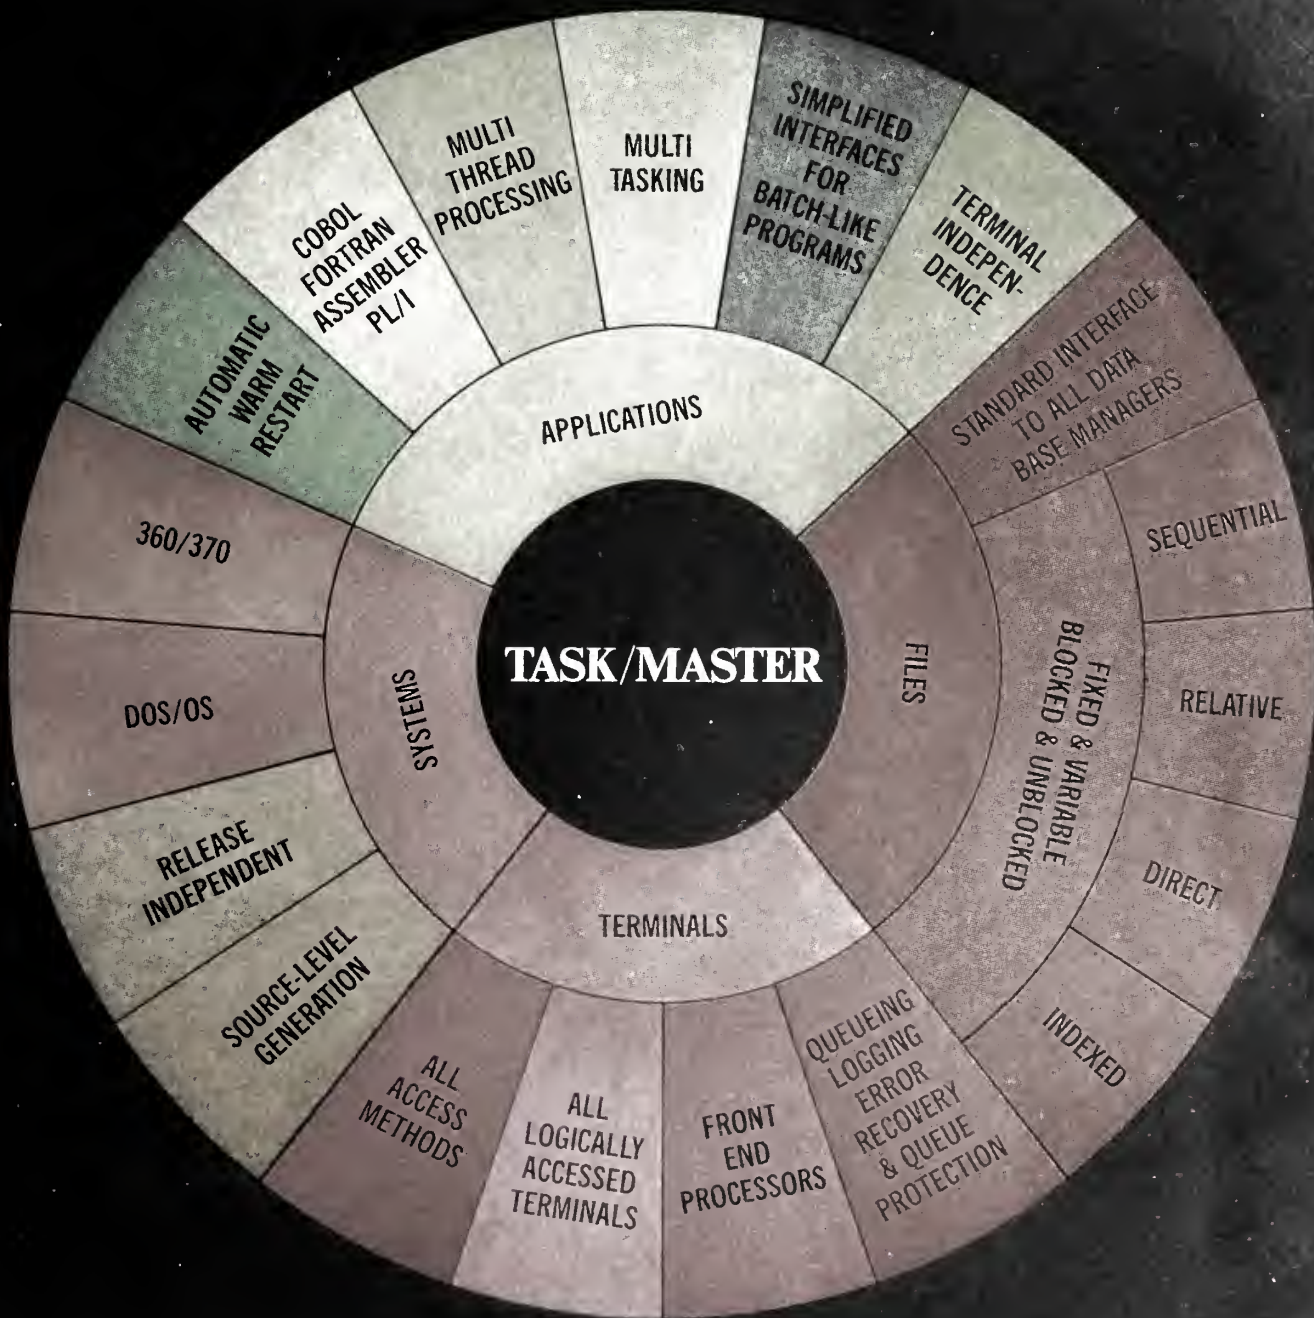 TASK/MASTER
APPLICATIONS
AUTOMATIC
WARM
RESTART
COBOL
FORTRAN
ASSEMBLER
PL/I
MULTI
THREAD
PROCESSING
MULTI
TASKING
SIMPLIFIED
INTERFACES
FOR
BATCH-LIKE
PROGRAMS
TERMINAL
INDEPEN-
DENCE
FILES
STANDARD INTERFACE
TO ALL DATA
BASE MANAGERS
FIXED & VARIABLE
BLOCKED & UNBLOCKED
SEQUENTIAL
RELATIVE
DIRECT
INDEXED
TERMINALS
QUEUEING
LOGGING
ERROR
RECOVERY
& QUEUE
PROTECTION
FRONT
END
PROCESSORS
ALL
LOGICALLY
ACCESSED
TERMINALS
ALL
ACCESS
METHODS
SYSTEMS
SOURCE-LEVEL
GENERATION
RELEASE
INDEPENDENT
DOS/OS
360/370